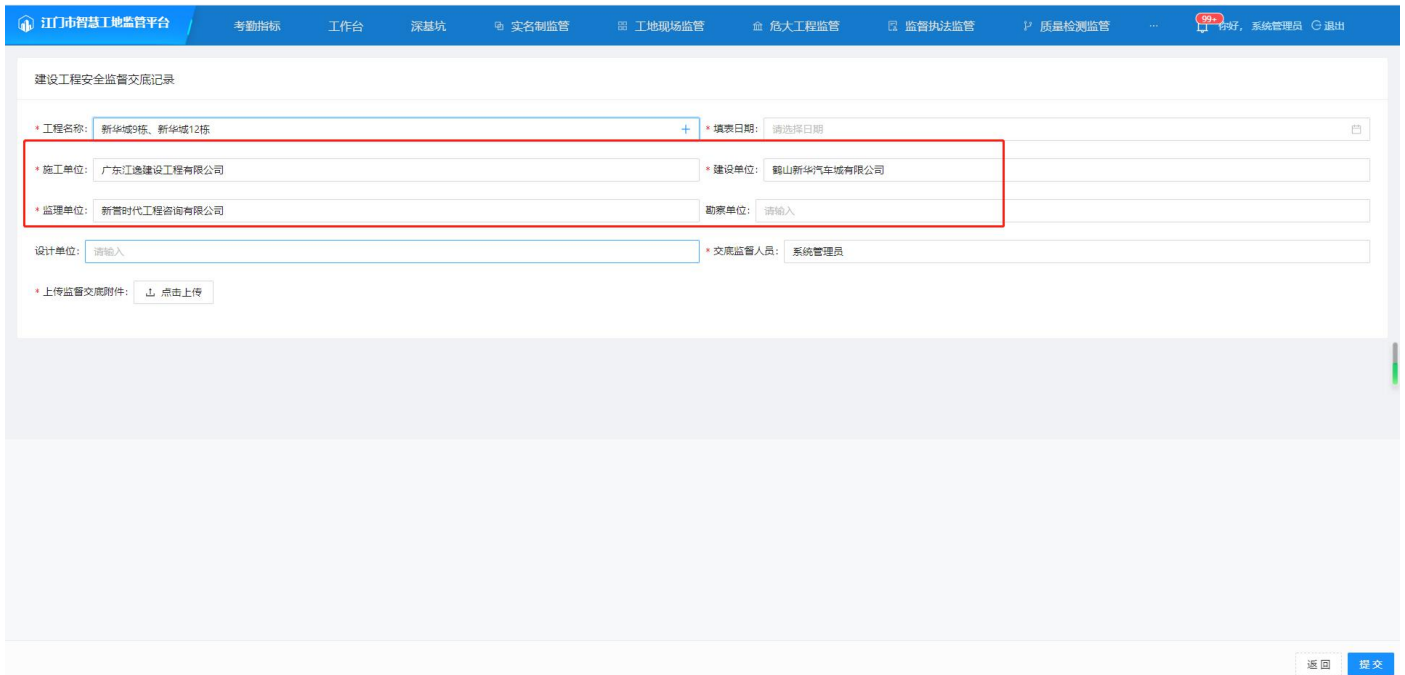 江门市智慧工地监管平台 考勤指标 工作台 深基坑 实名制监管 工地现场监管 危大工程监管 监督执法监管 质量检测监管 ··· 99+ 你好，系统管理员 退出
建设工程安全监督交底记录
* 工程名称: 新华城9栋、新华城12栋 + * 填表日期: 请选择日期
* 施工单位: 广东江逸建设工程有限公司 * 建设单位: 鹤山新华汽车城有限公司
* 监理单位: 新誉时代工程咨询有限公司 勘察单位: 请输入
设计单位: 请输入 * 交底监督人员: 系统管理员
* 上传监督交底附件: 点击上传
返回 提交